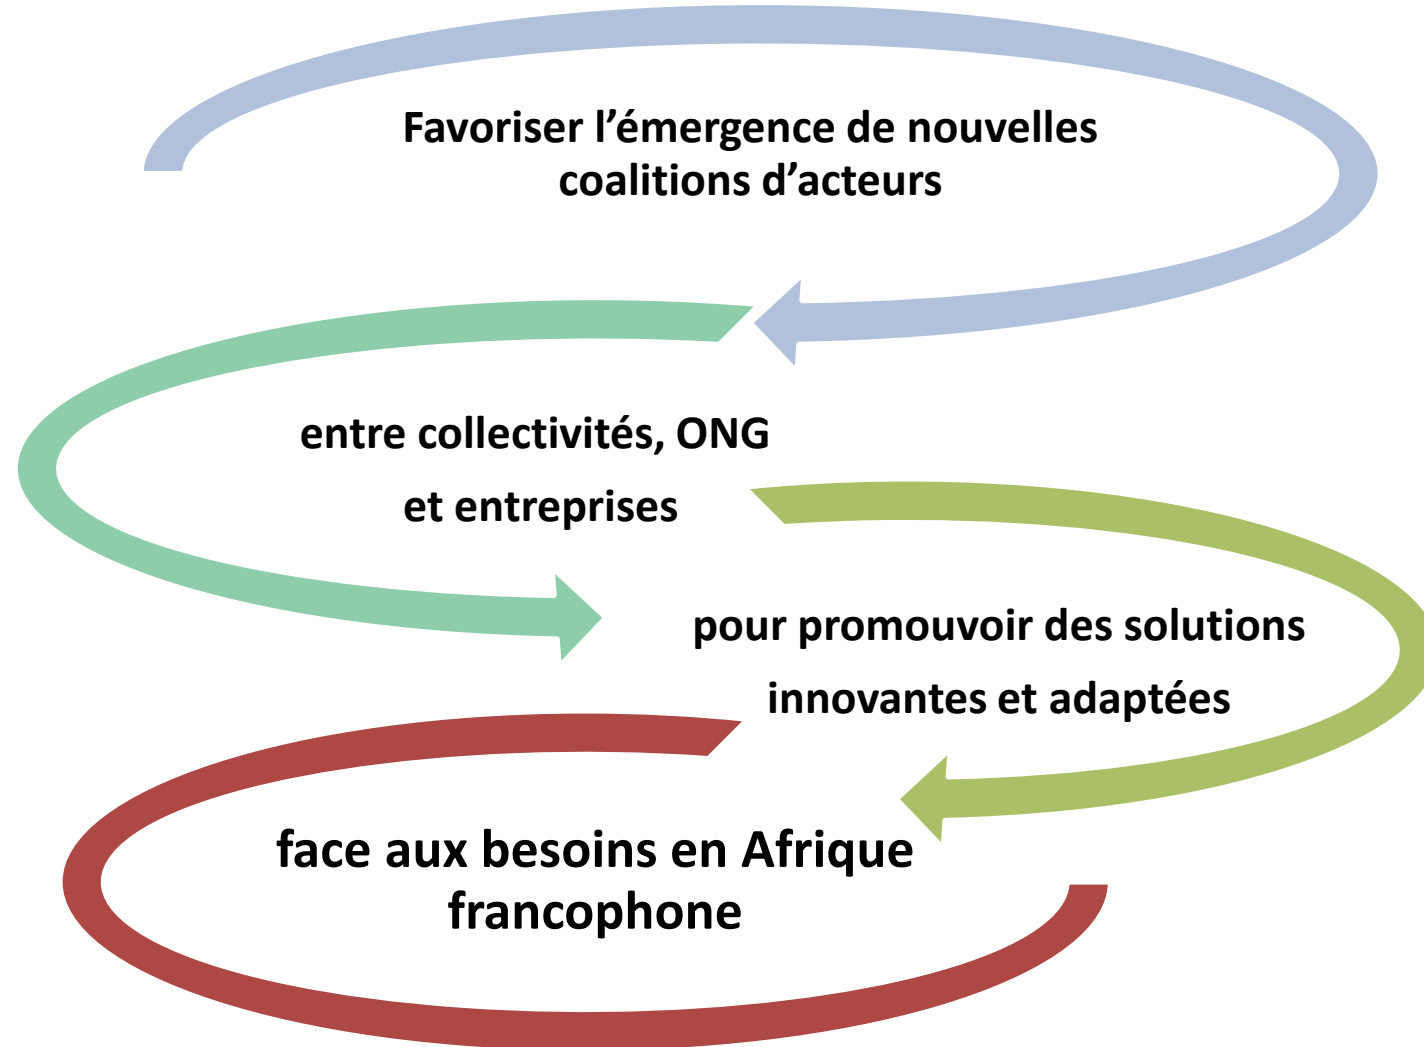 Favoriser l’émergence de nouvelles
coalitions d’acteurs
entre collectivités, ONG
et entreprises
pour promouvoir des solutions
innovantes et adaptées
face aux besoins en Afrique
francophone